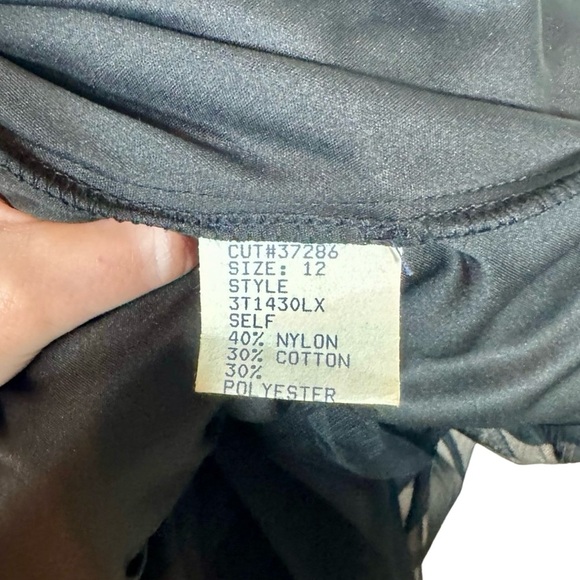 CUT#37286
SIZE: 12
STYLE
3T1430LX
SELF
40% NYLON
30% COTTON
30%
POLYESTER